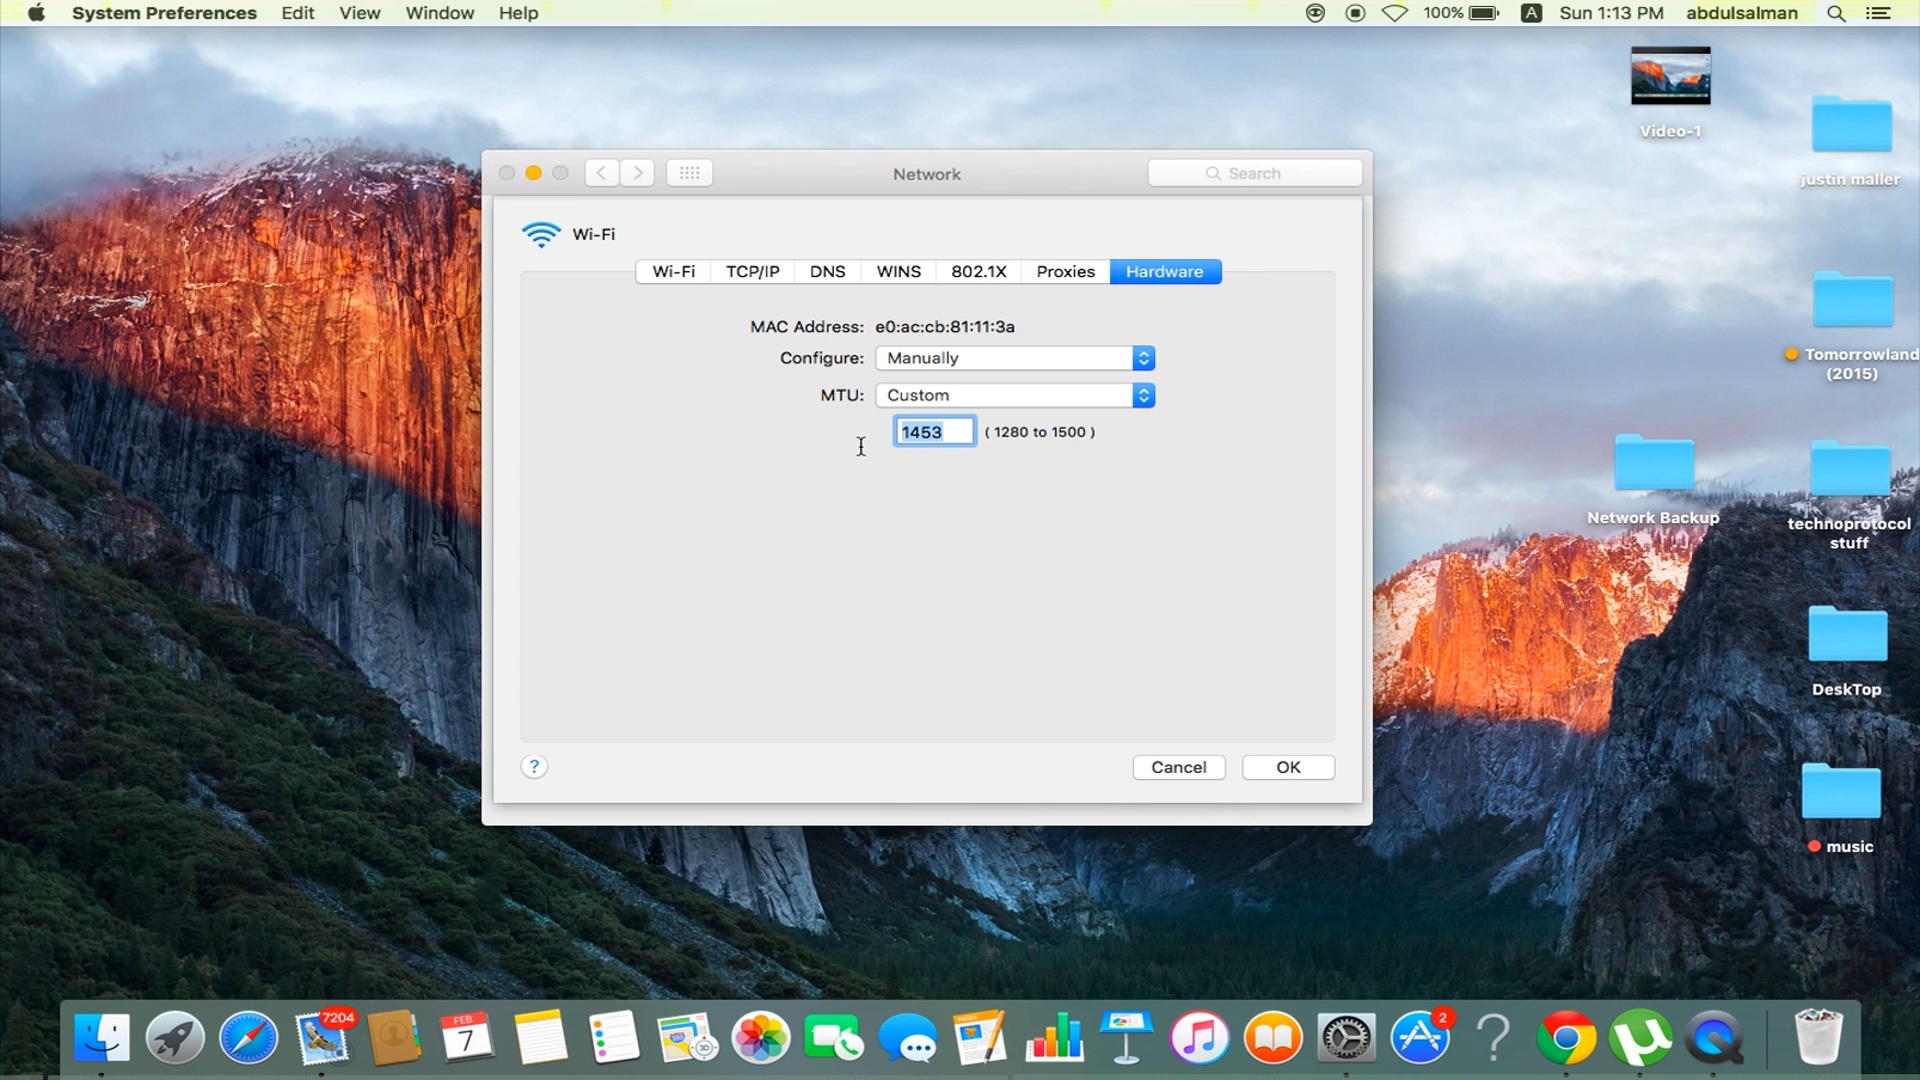 System Preferences Edit View Window Help
100% A Sun 1:13 PM abdulsalman
Video-1
justin maller
Tomorrowland
(2015)
Network Backup
technoprotocol
stuff
DeskTop
music
Network
Search
Wi-Fi
Wi-Fi TCP/IP DNS WINS 802.1X Proxies Hardware
MAC Address: e0:ac:cb:81:11:3a
Configure: Manually
MTU: Custom
1453 ( 1280 to 1500 )
? Cancel OK
7204
FEB
7
PAGES
3D
2
?